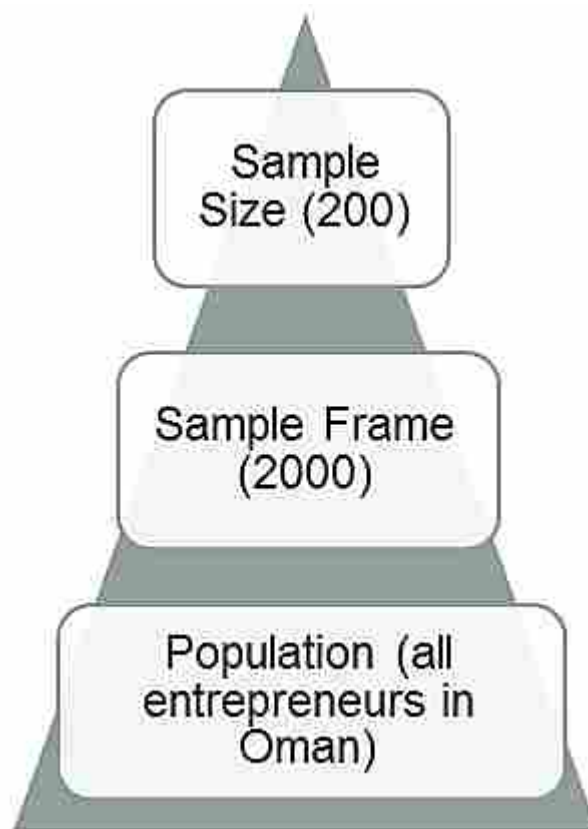 Sample
Size (200)
Sample Frame
(2000)
Population (all
entrepreneurs in
Oman)